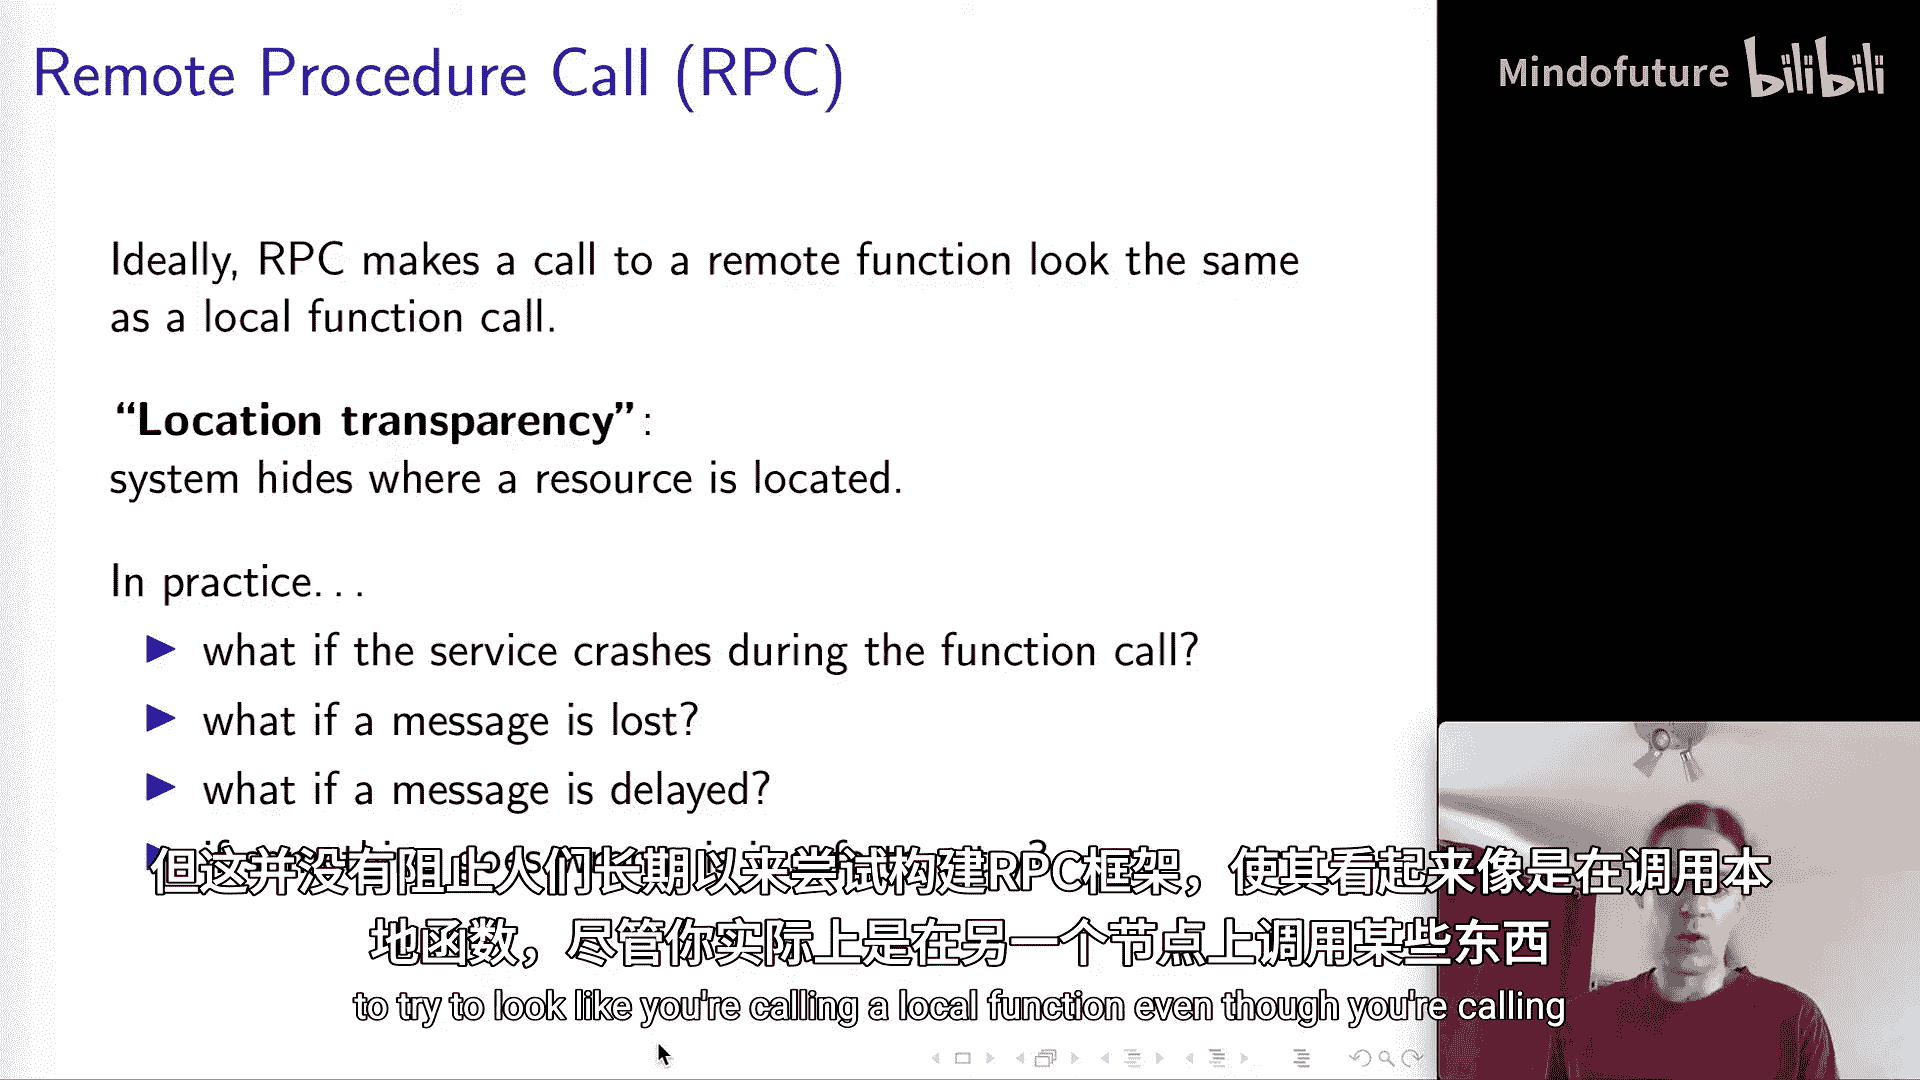 Remote Procedure Call (RPC)
Mindofuture bilibili
Ideally, RPC makes a call to a remote function look the same
as a local function call.
“Location transparency”:
system hides where a resource is located.
In practice...
what if the service crashes during the function call?
what if a message is lost?
what if a message is delayed?
但这并没有阻止人们长期以来尝试构建RPC框架，使其看起来像是在调用本
地函数，尽管你实际上是在另一个节点上调用某些东西
to try to look like you're calling a local function even though you're calling